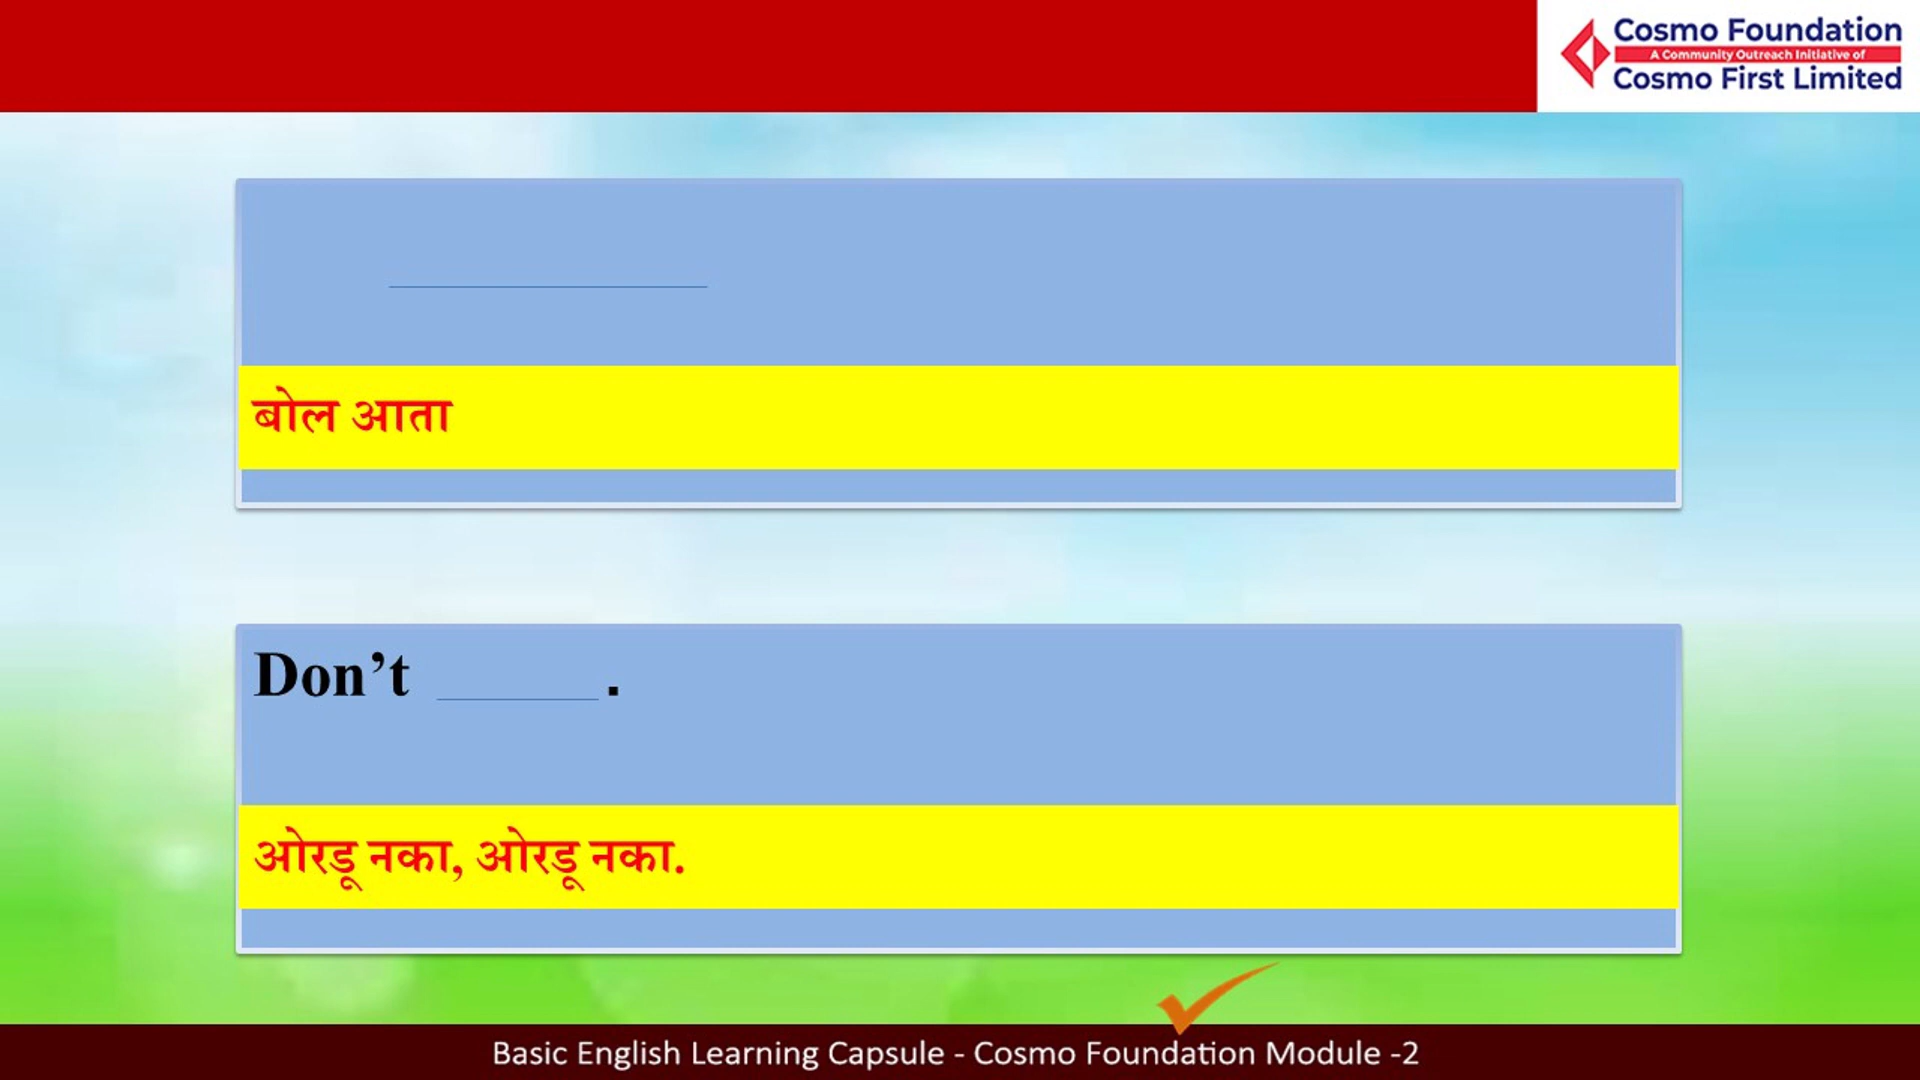 Cosmo Foundation
A Community Outreach Initiative of
Cosmo First Limited
बोल आता
Don’t ______ .
ओरडू नका, ओरडू नका.
Basic English Learning Capsule - Cosmo Foundation Module -2